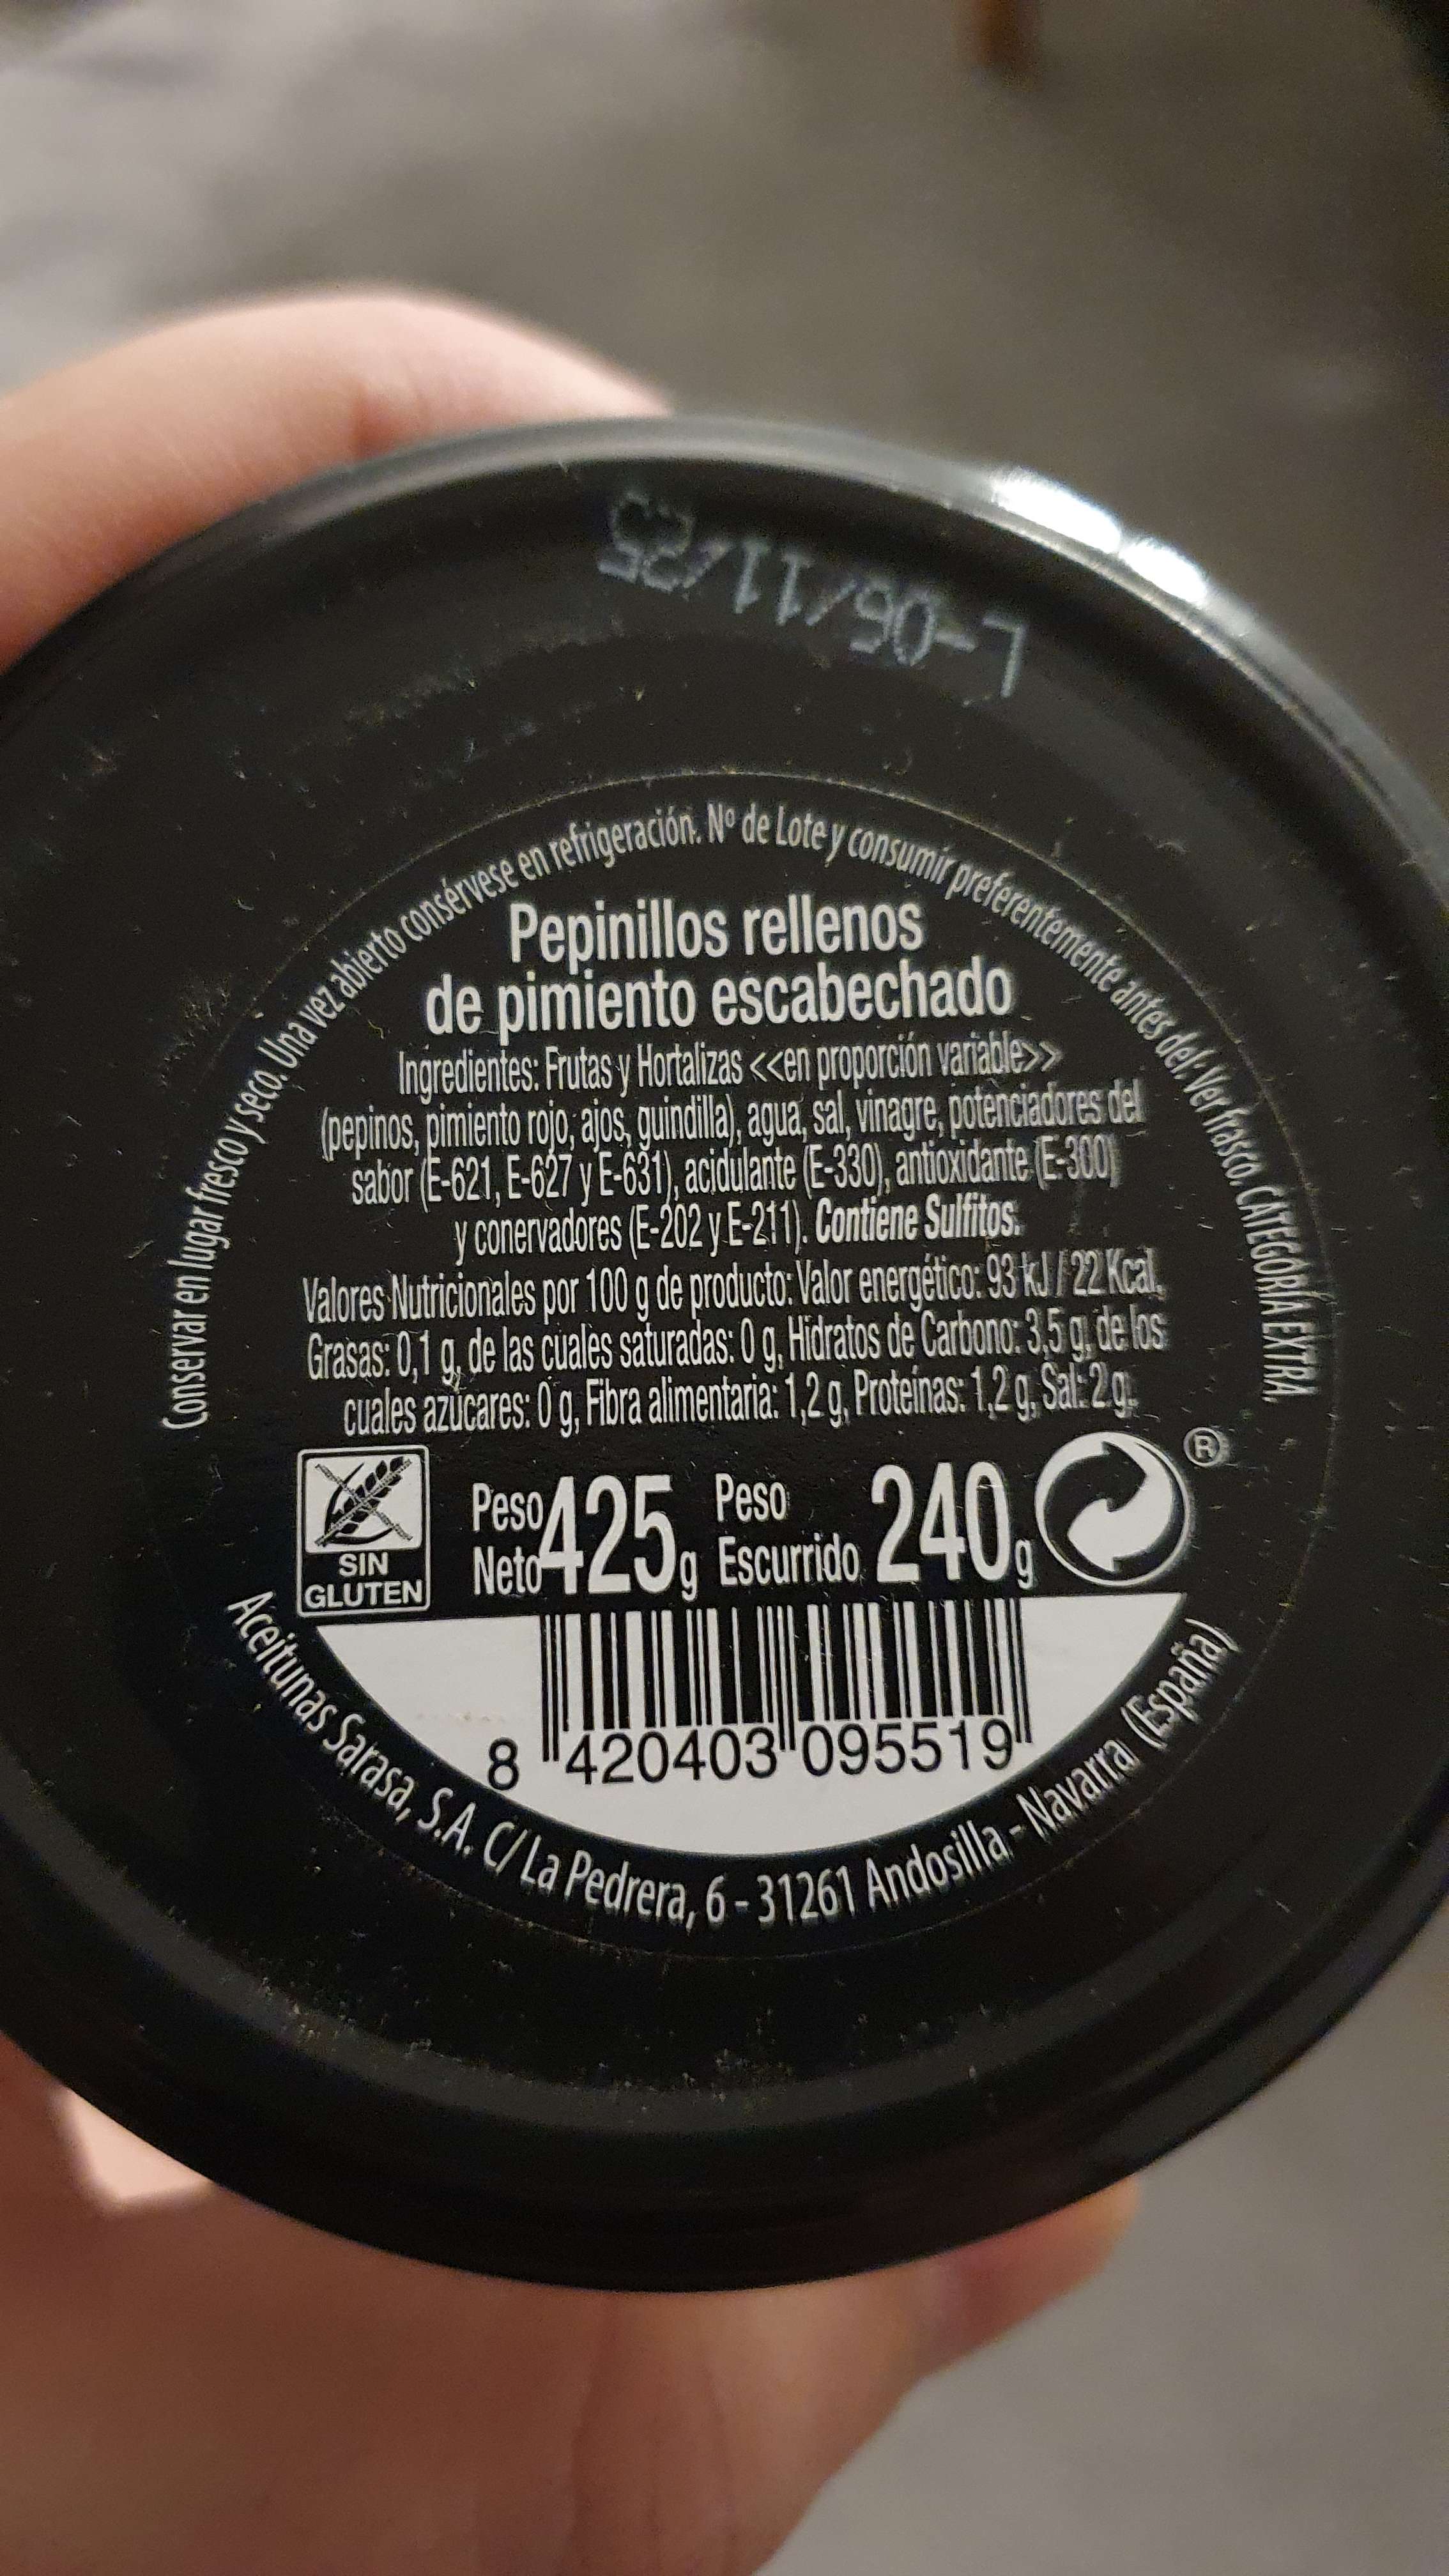 L-06/11/25
Conservar en lugar fresco y seco. Una vez abierto consérvese en refrigeración. Nº de Lote y consumir preferentemente antes del: Ver frasco. CATEGORÍA EXTRA.
Pepinillos rellenos
de pimiento escabechado
Ingredientes: Frutas y Hortalizas <<en proporción variable>>
(pepinos, pimiento rojo, ajos, guindilla), agua, sal, vinagre, potenciadores del
sabor (E-621, E-627 y E-631), acidulante (E-330), antioxidante (E-300)
y conervadores (E-202 y E-211). Contiene Sulfitos.
Valores Nutricionales por 100 g de producto: Valor energético: 93 kJ / 22 Kcal,
Grasas: 0,1 g, de las cuales saturadas: 0 g, Hidratos de Carbono: 3,5 g, de los
cuales azúcares: 0 g, Fibra alimentaria: 1,2 g, Proteínas: 1,2 g, Sal: 2 g.
SIN
GLUTEN
Peso
Neto 425 g
Peso
Escurrido 240 g
®
8 420403 095519
Aceitunas Sarasa, S.A. C/ La Pedrera, 6 - 31261 Andosilla - Navarra (España)